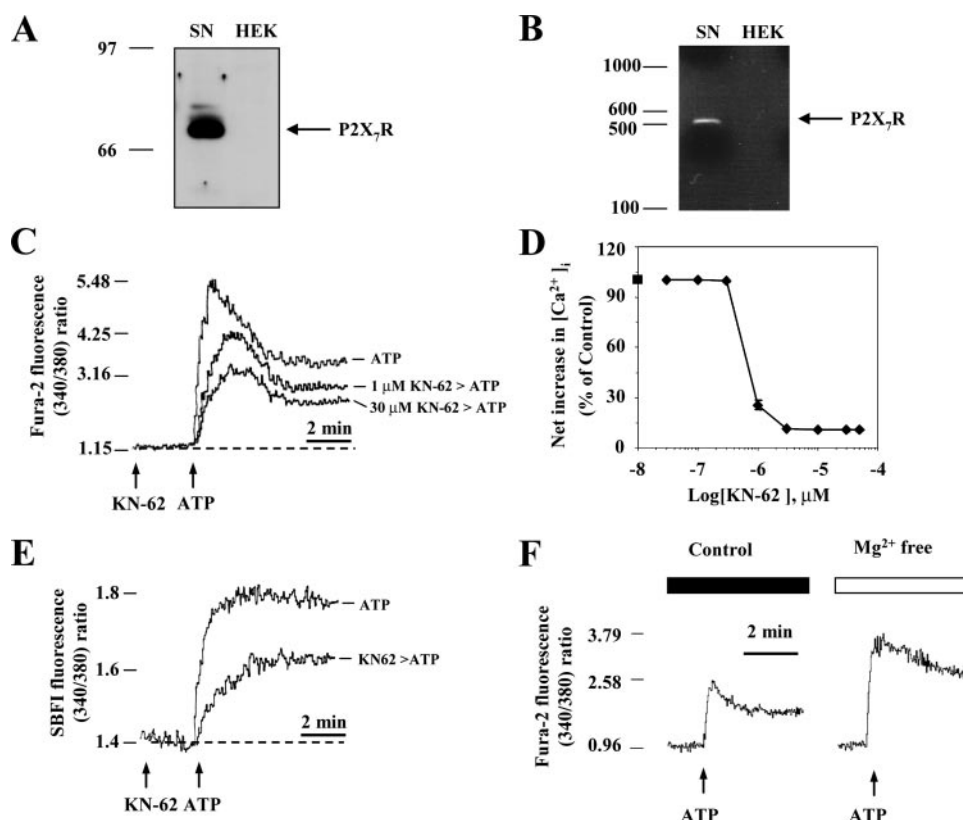 A
SN HEK
97
66
P2X₇R
B
SN HEK
1000
600
500
100
P2X₇R
C
Fura-2 fluorescence
(340/380) ratio
5.48
4.25
3.16
1.15
ATP
1 μM KN-62 > ATP
30 μM KN-62 > ATP
2 min
KN-62 ATP
D
Net increase in [Ca²⁺]ᵢ
(% of Control)
120
90
60
30
0
-8 -7 -6 -5 -4
Log[KN-62 ], μM
E
SBFI fluorescence
(340/380) ratio
1.8
1.6
1.4
ATP
KN62 >ATP
2 min
KN-62 ATP
F
Control Mg²⁺ free
2 min
Fura-2 fluorescence
(340/380) ratio
3.79
2.58
0.96
ATP ATP